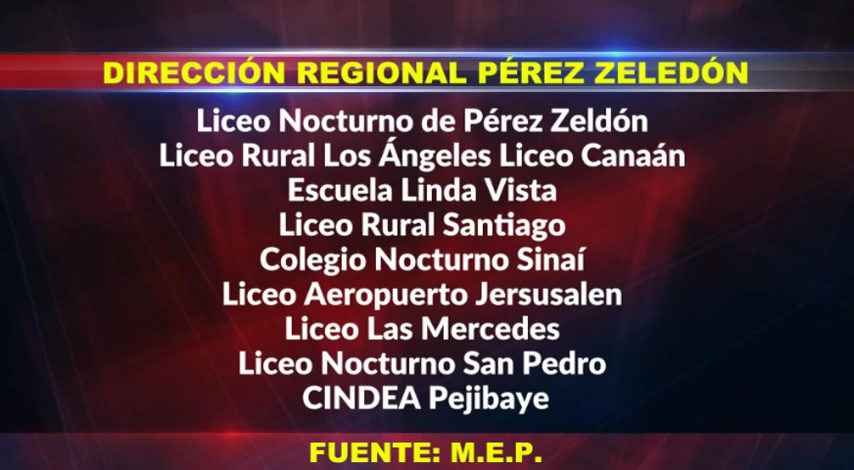 DIRECCIÓN REGIONAL PÉREZ ZELEDÓN
Liceo Nocturno de Pérez Zeldón
Liceo Rural Los Ángeles Liceo Canaán
Escuela Linda Vista
Liceo Rural Santiago
Colegio Nocturno Sinaí
Liceo Aeropuerto Jersusalen
Liceo Las Mercedes
Liceo Nocturno San Pedro
CINDEA Pejibaye
FUENTE: M.E.P.